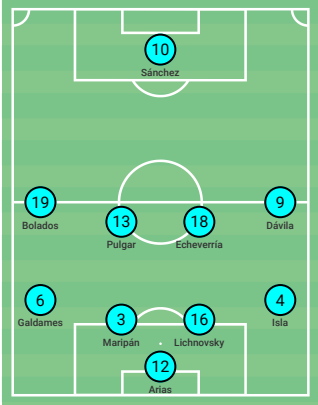 10
Sánchez
19
Bolados
13
Pulgar
18
Echeverría
9
Dávila
6
Galdames
3
Maripán
16
Lichnovsky
4
Isla
12
Arias